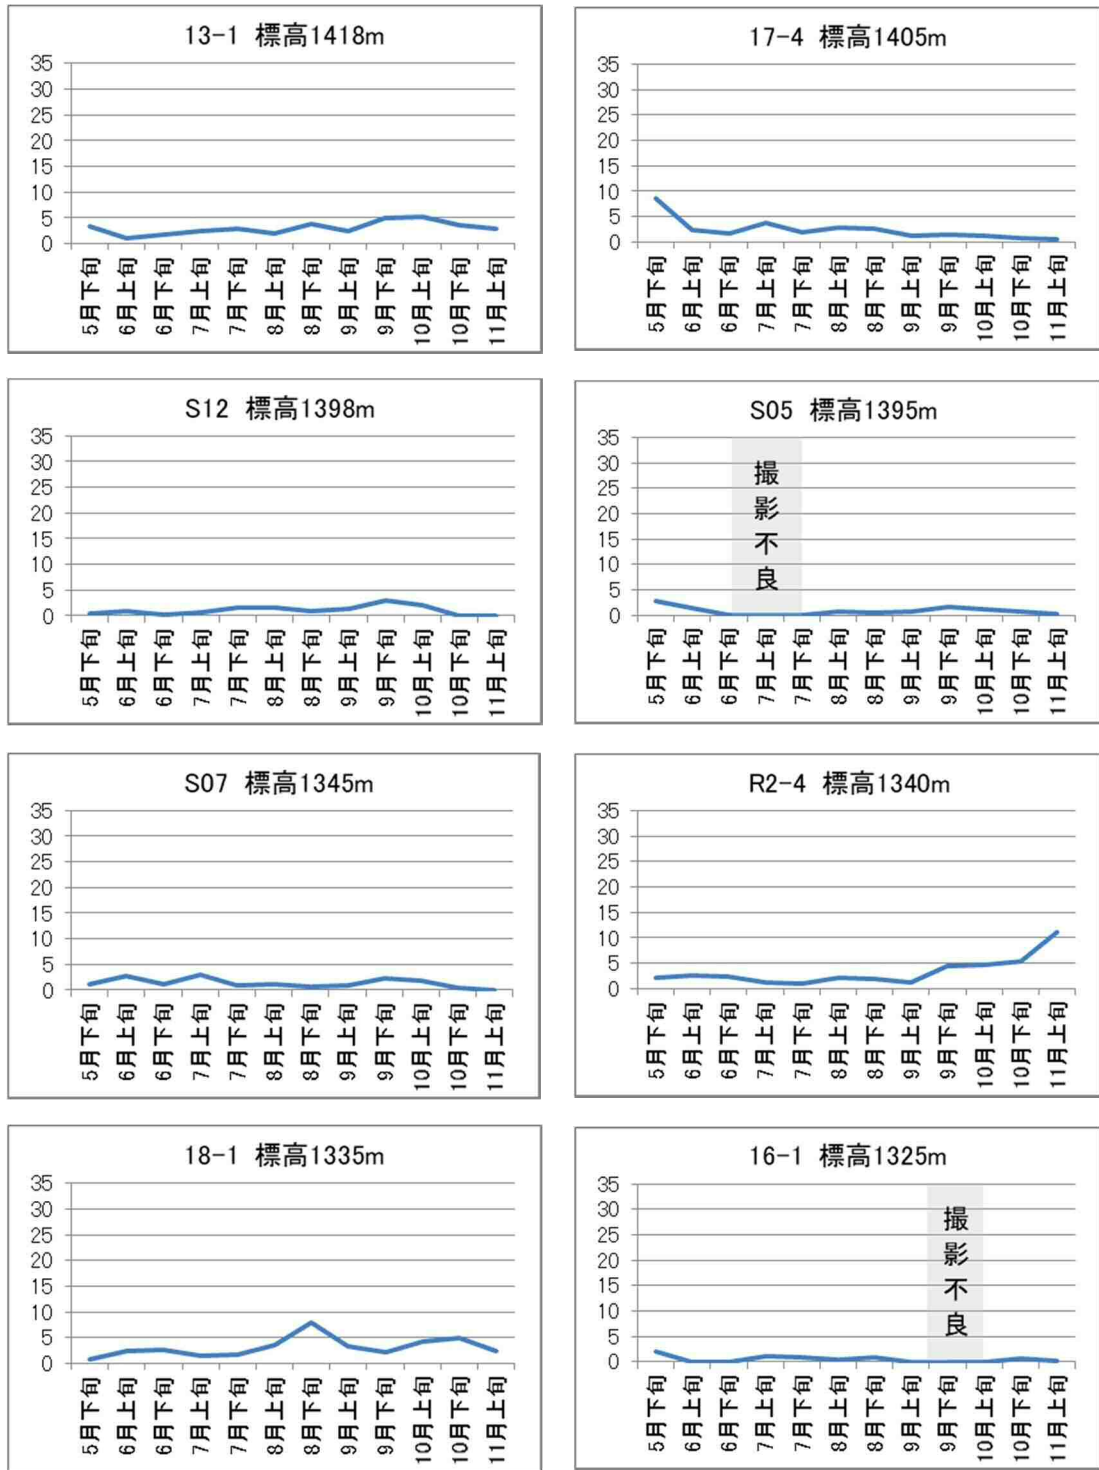 13-1 標高1418m
35
30
25
20
15
10
5
0
5月下旬
6月上旬
6月下旬
7月上旬
7月下旬
8月上旬
8月下旬
9月上旬
9月下旬
10月上旬
10月下旬
11月上旬
17-4 標高1405m
35
30
25
20
15
10
5
0
5月下旬
6月上旬
6月下旬
7月上旬
7月下旬
8月上旬
8月下旬
9月上旬
9月下旬
10月上旬
10月下旬
11月上旬
S12 標高1398m
35
30
25
20
15
10
5
0
5月下旬
6月上旬
6月下旬
7月上旬
7月下旬
8月上旬
8月下旬
9月上旬
9月下旬
10月上旬
10月下旬
11月上旬
S05 標高1395m
35
30
25
20
15
10
5
0
撮影不良
5月下旬
6月上旬
6月下旬
7月上旬
7月下旬
8月上旬
8月下旬
9月上旬
9月下旬
10月上旬
10月下旬
11月上旬
S07 標高1345m
35
30
25
20
15
10
5
0
5月下旬
6月上旬
6月下旬
7月上旬
7月下旬
8月上旬
8月下旬
9月上旬
9月下旬
10月上旬
10月下旬
11月上旬
R2-4 標高1340m
35
30
25
20
15
10
5
0
5月下旬
6月上旬
6月下旬
7月上旬
7月下旬
8月上旬
8月下旬
9月上旬
9月下旬
10月上旬
10月下旬
11月上旬
18-1 標高1335m
35
30
25
20
15
10
5
0
5月下旬
6月上旬
6月下旬
7月上旬
7月下旬
8月上旬
8月下旬
9月上旬
9月下旬
10月上旬
10月下旬
11月上旬
16-1 標高1325m
35
30
25
20
15
10
5
0
撮影不良
5月下旬
6月上旬
6月下旬
7月上旬
7月下旬
8月上旬
8月下旬
9月上旬
9月下旬
10月上旬
10月下旬
11月上旬